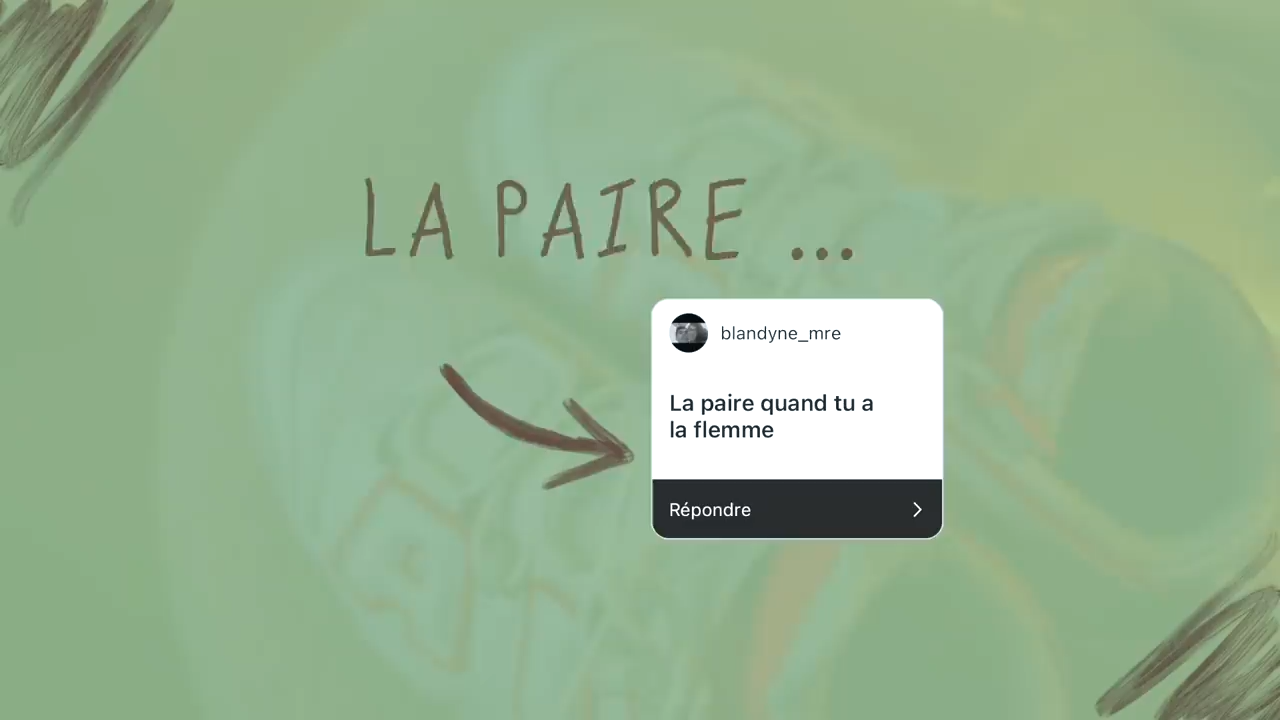 LA PAIRE ...
blandyne_mre
La paire quand tu a
la flemme
Répondre